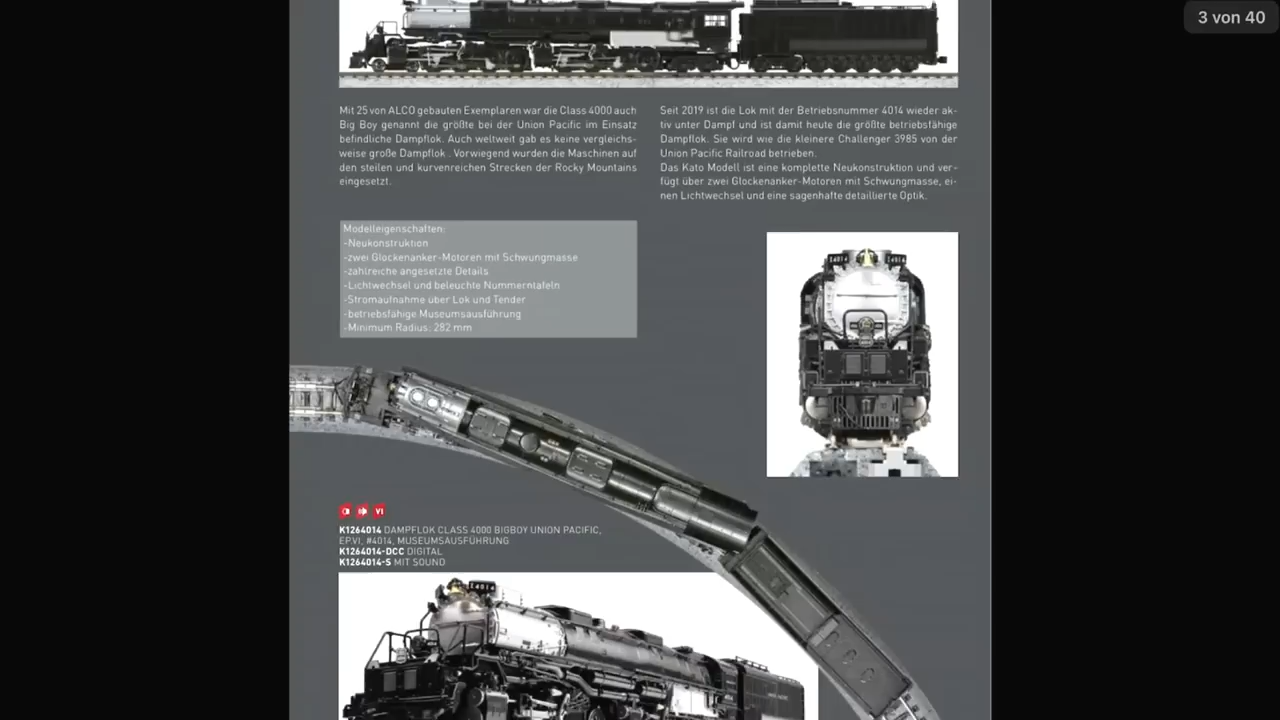 3 von 40
Mit 25 von ALCO gebauten Exemplaren war die Class 4000 auch
Big Boy genannt die größte bei der Union Pacific im Einsatz
befindliche Dampflok. Auch weltweit gab es keine vergleichs-
weise große Dampflok . Vorwiegend wurden die Maschinen auf
den steilen und kurvenreichen Strecken der Rocky Mountains
eingesetzt.
Seit 2019 ist die Lok mit der Betriebsnummer 4014 wieder ak-
tiv unter Dampf und ist damit heute die größte betriebsfähige
Dampflok. Sie wird wie die kleinere Challenger 3985 von der
Union Pacific Railroad betrieben.
Das Kato Modell ist eine komplette Neukonstruktion und ver-
fügt über zwei Glockenanker-Motoren mit Schwungmasse, ei-
nen Lichtwechsel und eine sagenhafte detaillierte Optik.
Modelleigenschaften:
-Neukonstruktion
-zwei Glockenanker-Motoren mit Schwungmasse
-zahlreiche angesetzte Details
-Lichtwechsel und beleuchte Nummerntafeln
-Stromaufnahme über Lok und Tender
-betriebsfähige Museumsausführung
-Minimum Radius: 282 mm
VI
K1264014 DAMPFLOK CLASS 4000 BIGBOY UNION PACIFIC,
EP.VI, #4014, MUSEUMSAUSFÜHRUNG
K1264014-DCC DIGITAL
K1264014-S MIT SOUND